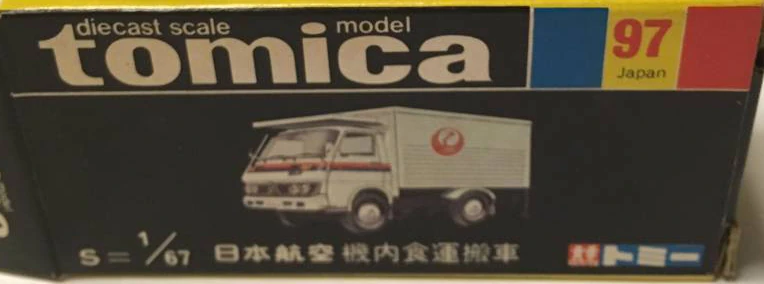 diecast scale model
tomica
97
Japan
S=1/67 日本航空 機内食運搬車
トミー